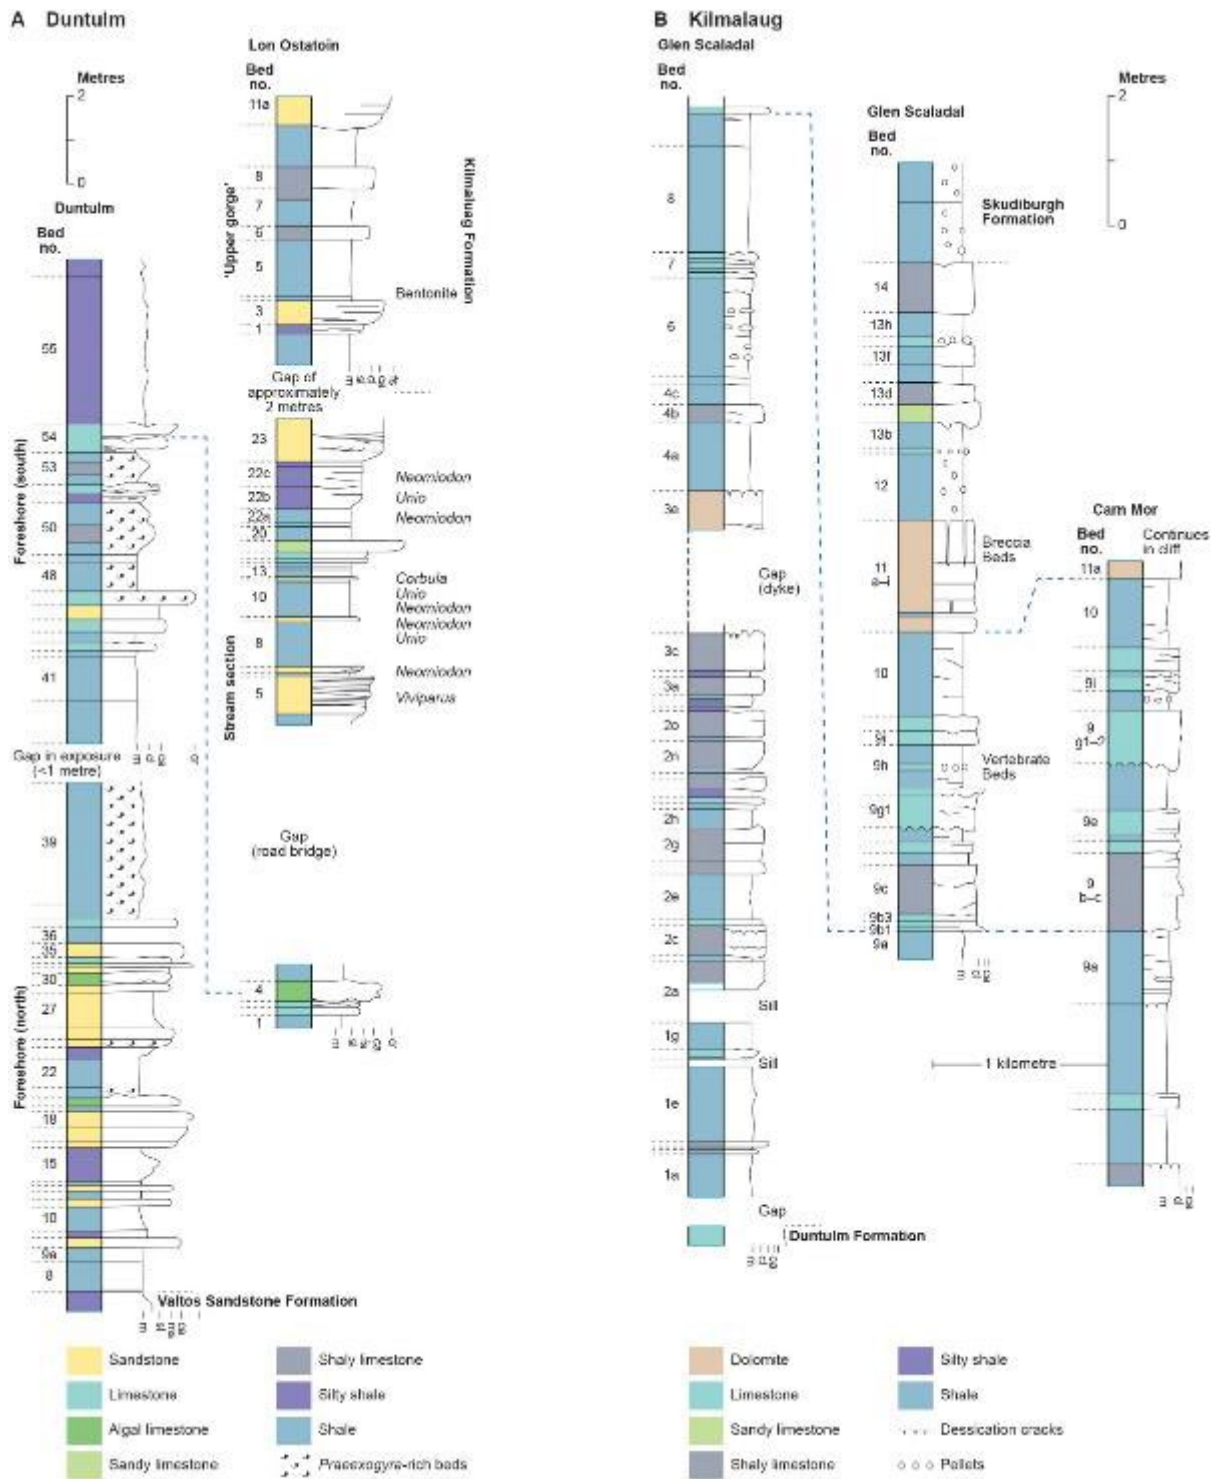 A Duntulm
Lon Ostatoin
Metres
2
0
Duntulm
Bed
no.
55
54
53
50
48
41
Foreshore (south)
Gap in exposure
(<1 metre)
39
36
35
30
27
22
18
15
10
9a
8
Foreshore (north)
Valtos Sandstone Formation
Bed
no.
11a
8
7
6
5
3
1
'Upper gorge'
Kilmaluag Formation
Bentonite
Gap of
approximately
2 metres
23
22c
22b
22a
20
13
10
8
5
Stream section
Neomiodon
Unio
Neomiodon
Corbula
Unio
Neomiodon
Neomiodon
Unio
Neomiodon
Viviparus
Gap
(road bridge)
4
1
Sandstone
Limestone
Algal limestone
Sandy limestone
Shaly limestone
Silty shale
Shale
Praeexogyra-rich beds
B Kilmalaug
Glen Scaladal
Bed
no.
8
7
6
4c
4b
4a
3e
Gap
(dyke)
3c
3a
2o
2n
2h
2g
2e
2c
2a
Sill
1g
Sill
1e
1a
Gap
Duntulm Formation
Glen Scaladal
Bed
no.
Skudiburgh
Formation
14
13h
13f
13d
13b
12
11
Breccia
Beds
10
9i
9h
Vertebrate
Beds
9g1
9c
9b3
9b1
9a
Metres
2
0
Carn Mor
Bed
no.
Continues
in cliff
11a
10
9i
9
g1–2
9e
9
b–c
9a
1 kilometre
Dolomite
Limestone
Sandy limestone
Shaly limestone
Silty shale
Shale
Dessication cracks
Pellets